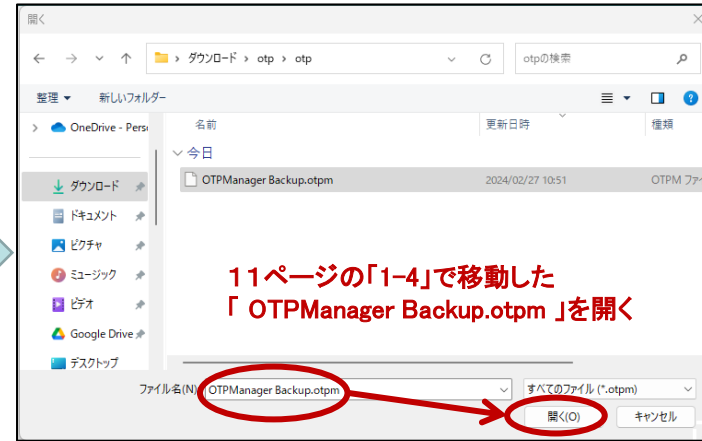 開く
ダウンロード › otp › otp
otpの検索
整理 新しいフォルダー
OneDrive - Pers
名前 更新日時 種類
今日
ダウンロード OTPManager Backup.otpm 2024/02/27 10:51 OTPM ファ
ドキュメント
ピクチャ
ミュージック
ビデオ
Google Drive
デスクトップ
11ページの「1-4」で移動した
「 OTPManager Backup.otpm 」を開く
ファイル名(N) OTPManager Backup.otpm すべてのファイル (*.otpm)
開く(O) キャンセル